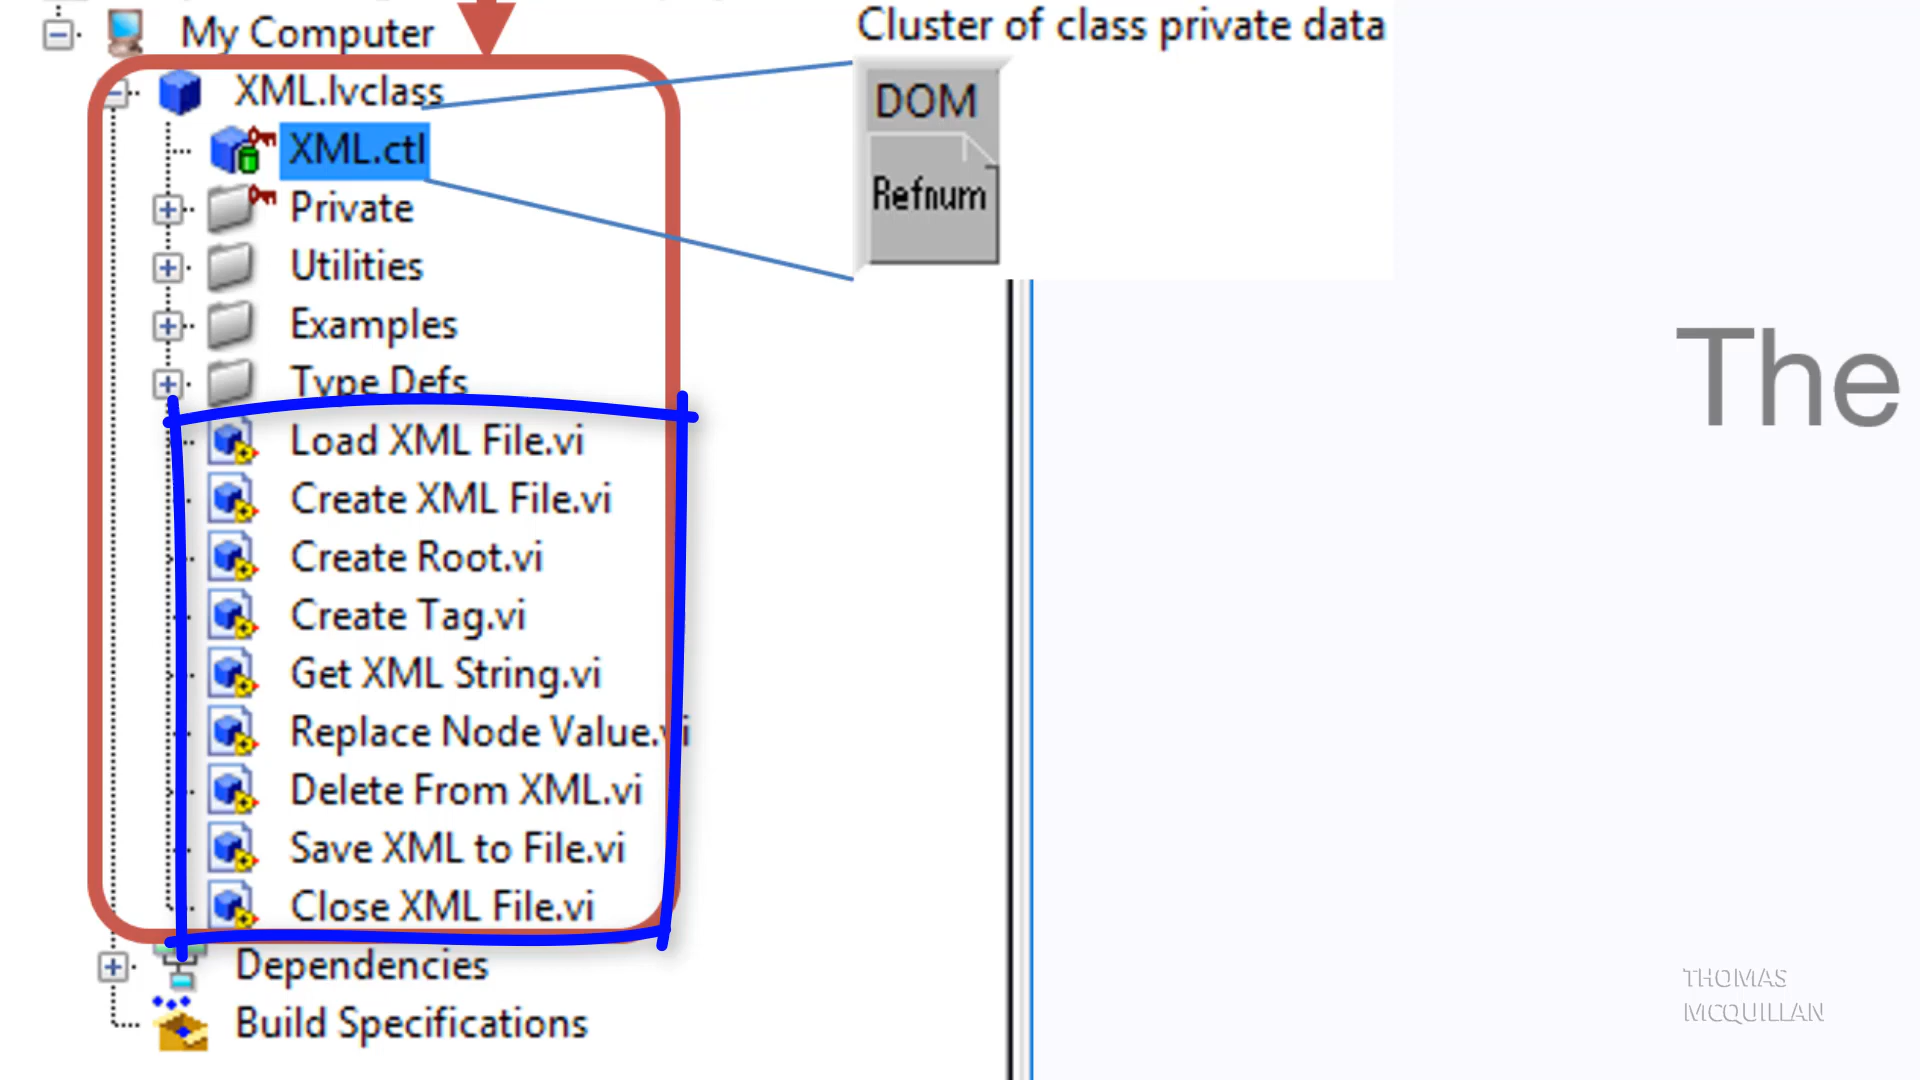 My Computer
XML.lvclass
XML.ctl
Private
Utilities
Examples
Type Defs
Load XML File.vi
Create XML File.vi
Create Root.vi
Create Tag.vi
Get XML String.vi
Replace Node Value.vi
Delete From XML.vi
Save XML to File.vi
Close XML File.vi
Dependencies
Build Specifications
Cluster of class private data
DOM
Refnum
The
THOMAS
MCQUILLAN